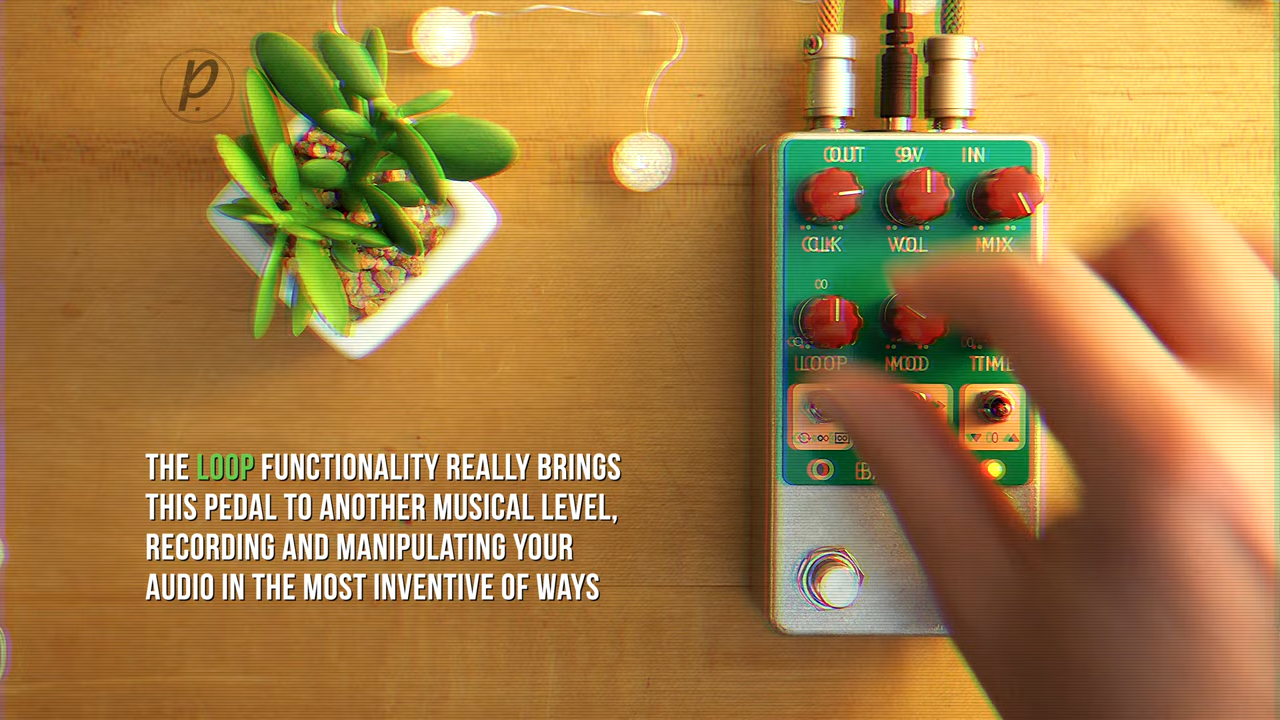 p.
OUT 9V IN
CLK VOL MIX
LOOP MOD TIME
THE LOOP FUNCTIONALITY REALLY BRINGS
THIS PEDAL TO ANOTHER MUSICAL LEVEL,
RECORDING AND MANIPULATING YOUR
AUDIO IN THE MOST INVENTIVE OF WAYS